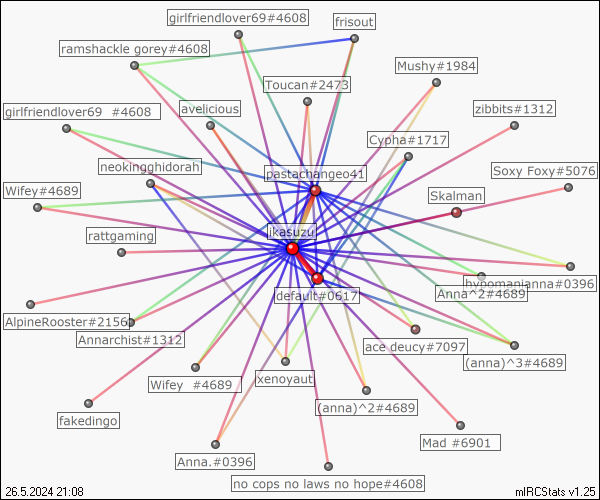 girlfriendlover69#4608
frisout
ramshackle gorey#4608
Mushy#1984
Toucan#2473
girlfriendlover69 #4608
avelicious
zibbits#1312
Cypha#1717
neokingghidorah
pastachangeo41
Soxy Foxy#5076
Wifey#4689
Skalman
ikasuzu
rattgaming
hypomanianna#0396
Anna^2#4689
default#0617
AlpineRooster#2156
Annarchist#1312
ace deucy#7097
(anna)^3#4689
Wifey #4689
xenoyaut
(anna)^2#4689
fakedingo
Mad #6901
Anna.#0396
no cops no laws no hope#4608
26.5.2024 21:08
mIRCStats v1.25